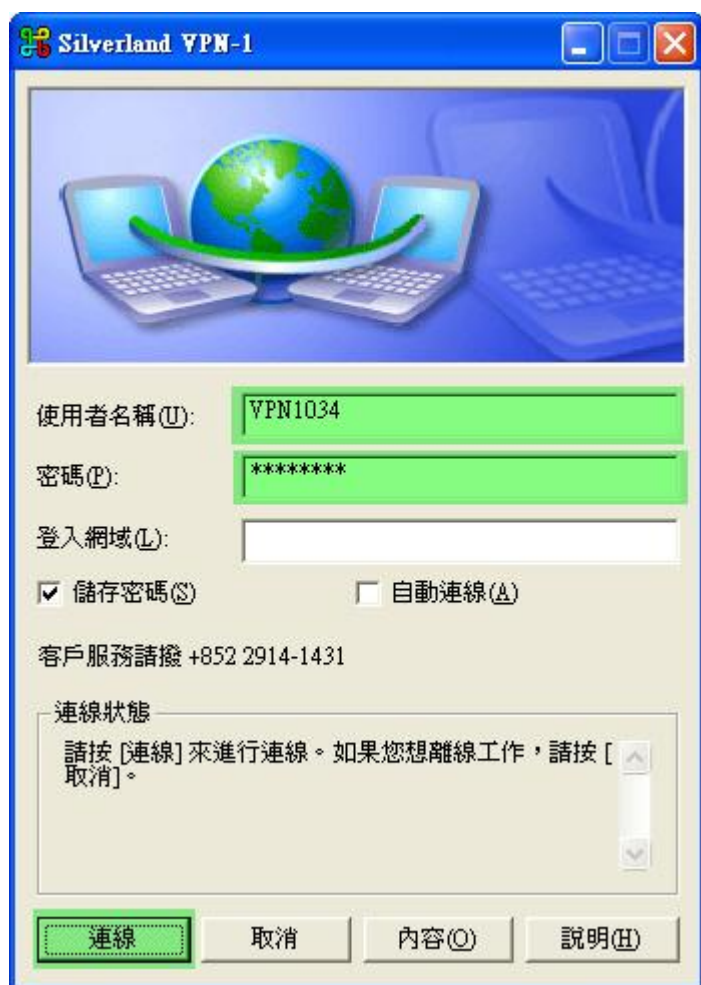 Silverland VPN-1
使用者名稱(U): VPN1034
密碼(P): ********
登入網域(L):
儲存密碼(S) 自動連線(A)
客戶服務請撥 +852 2914-1431
連線狀態
請按 [連線] 來進行連線。如果您想離線工作，請按 [
取消]。
連線 取消 內容(O) 說明(H)